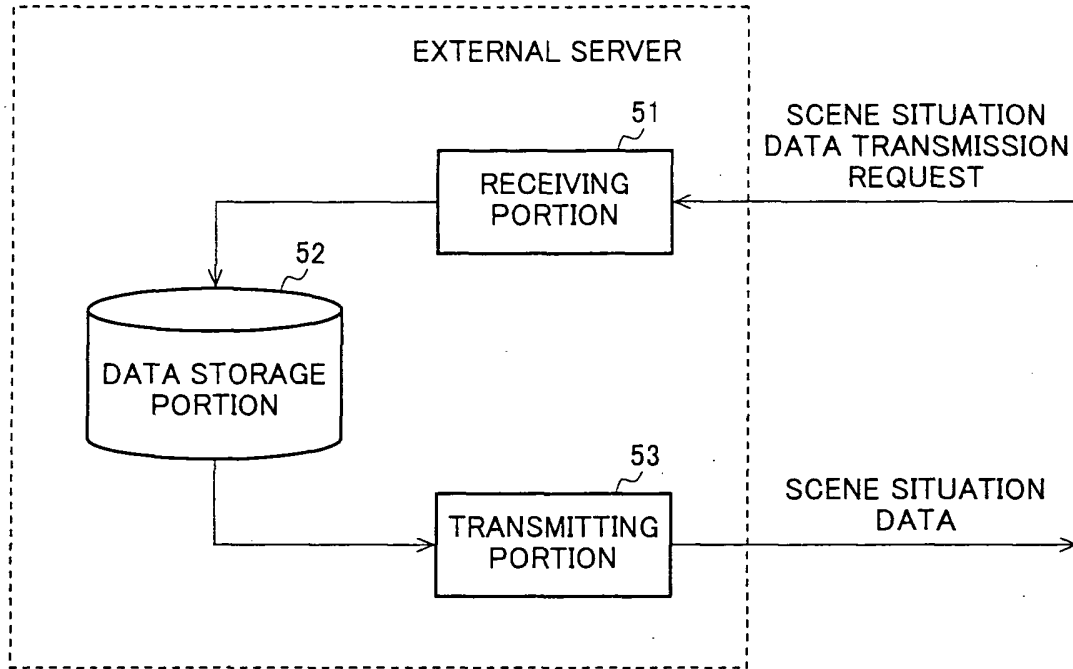 EXTERNAL SERVER
51
SCENE SITUATION
DATA TRANSMISSION
REQUEST
RECEIVING
PORTION
52
DATA STORAGE
PORTION
53
TRANSMITTING
PORTION
SCENE SITUATION
DATA